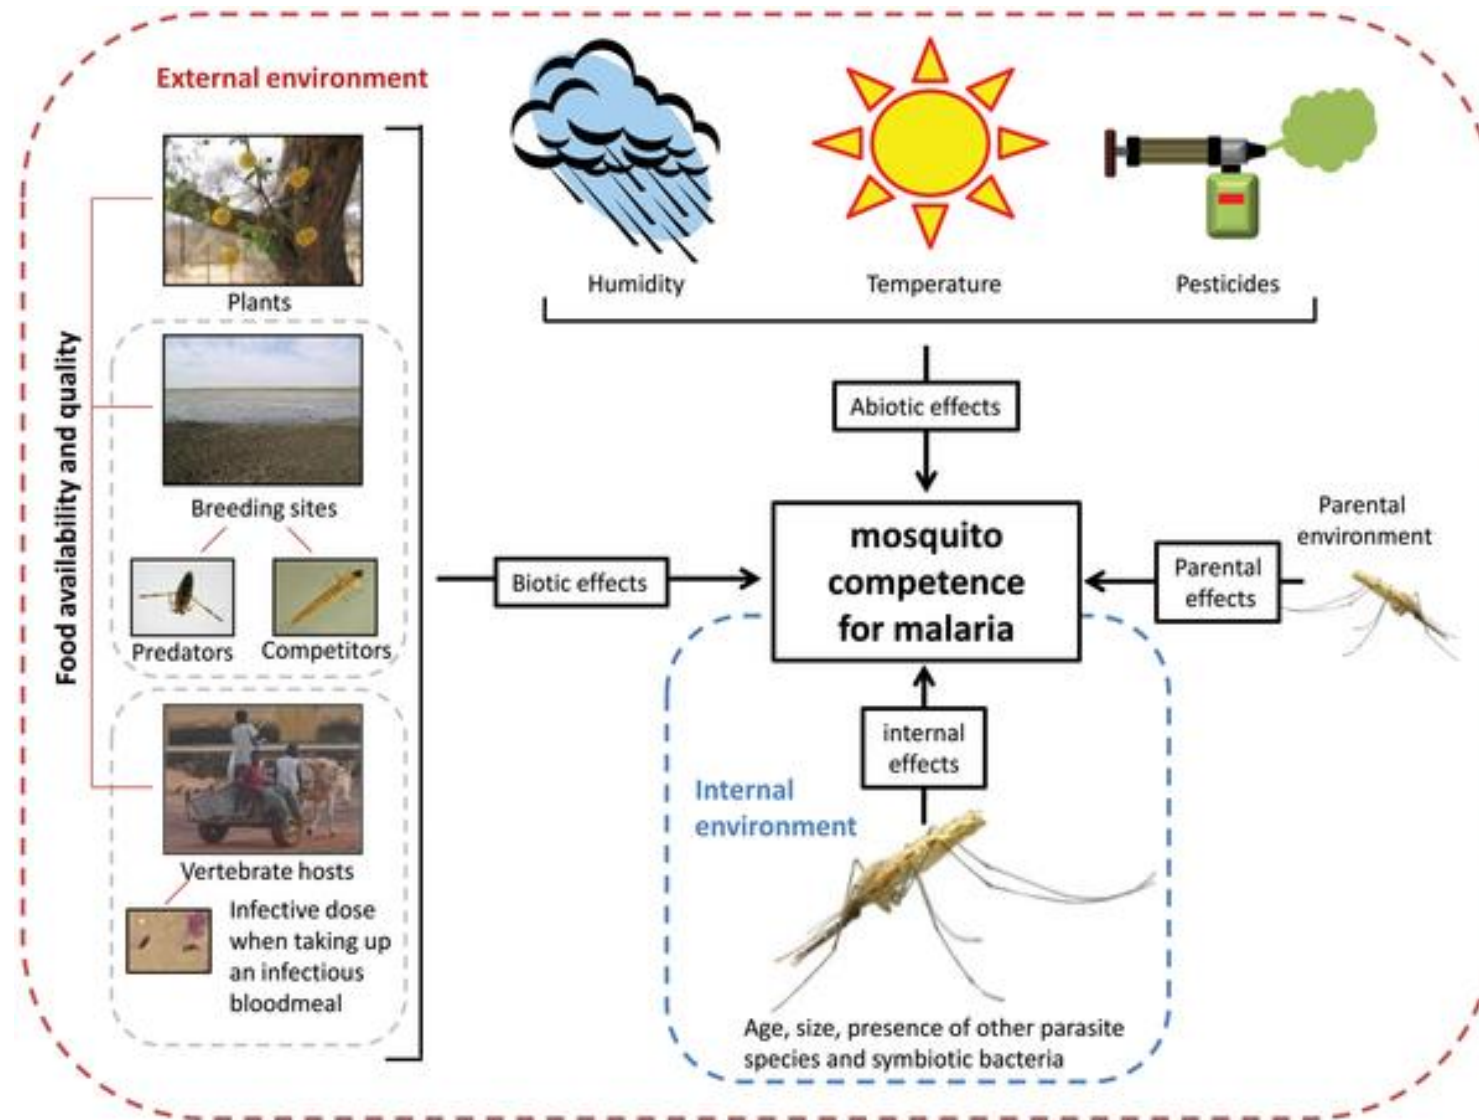 External environment
Plants
Food availability and quality
Breeding sites
Predators
Competitors
Vertebrate hosts
Infective dose
when taking up
an infectious
bloodmeal
Humidity
Temperature
Pesticides
Abiotic effects
Biotic effects
mosquito
competence
for malaria
Parental
environment
Parental
effects
internal
effects
Internal
environment
Age, size, presence of other parasite
species and symbiotic bacteria